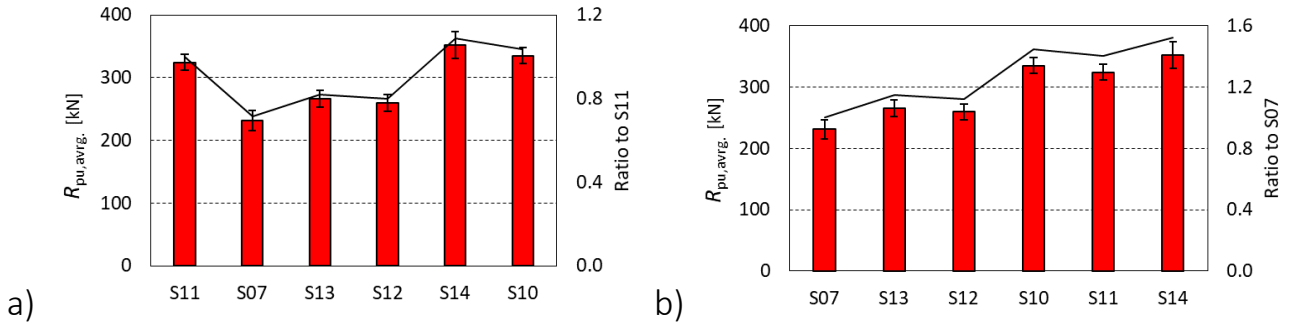 400
300
200
100
0
R pu,avrg. [kN]
1.2
0.8
0.4
0.0
Ratio to S11
S11 S07 S13 S12 S14 S10
a)
400
300
200
100
0
R pu,avrg. [kN]
1.6
1.2
0.8
0.4
0.0
Ratio to S07
S07 S13 S12 S10 S11 S14
b)